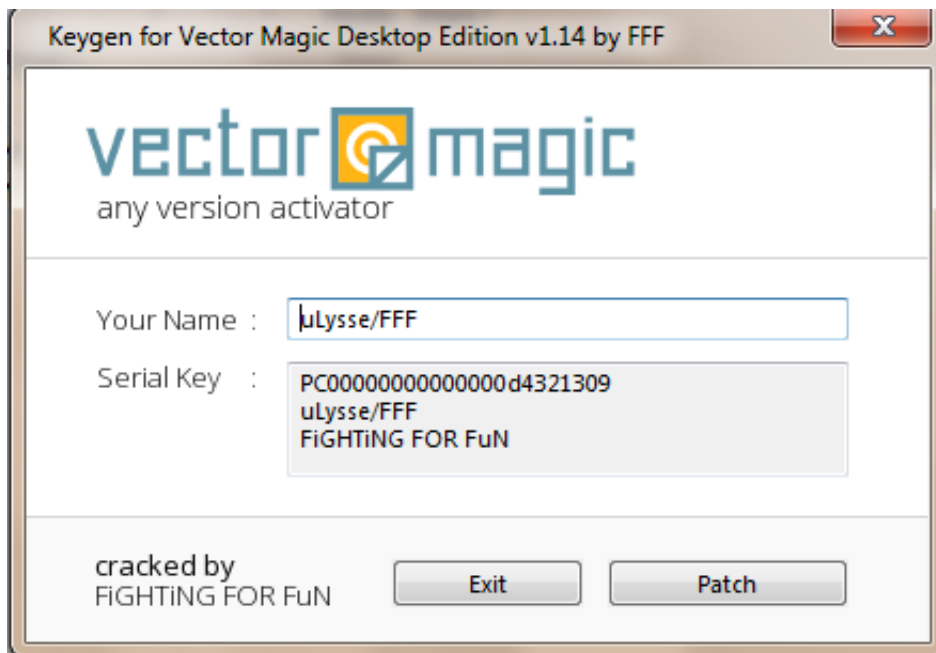 Keygen for Vector Magic Desktop Edition v1.14 by FFF
vector magic
any version activator
Your Name : uLysse/FFF
Serial Key : PC00000000000000d4321309
uLysse/FFF
FiGHTiNG FOR FuN
cracked by
FiGHTiNG FOR FuN
Exit Patch